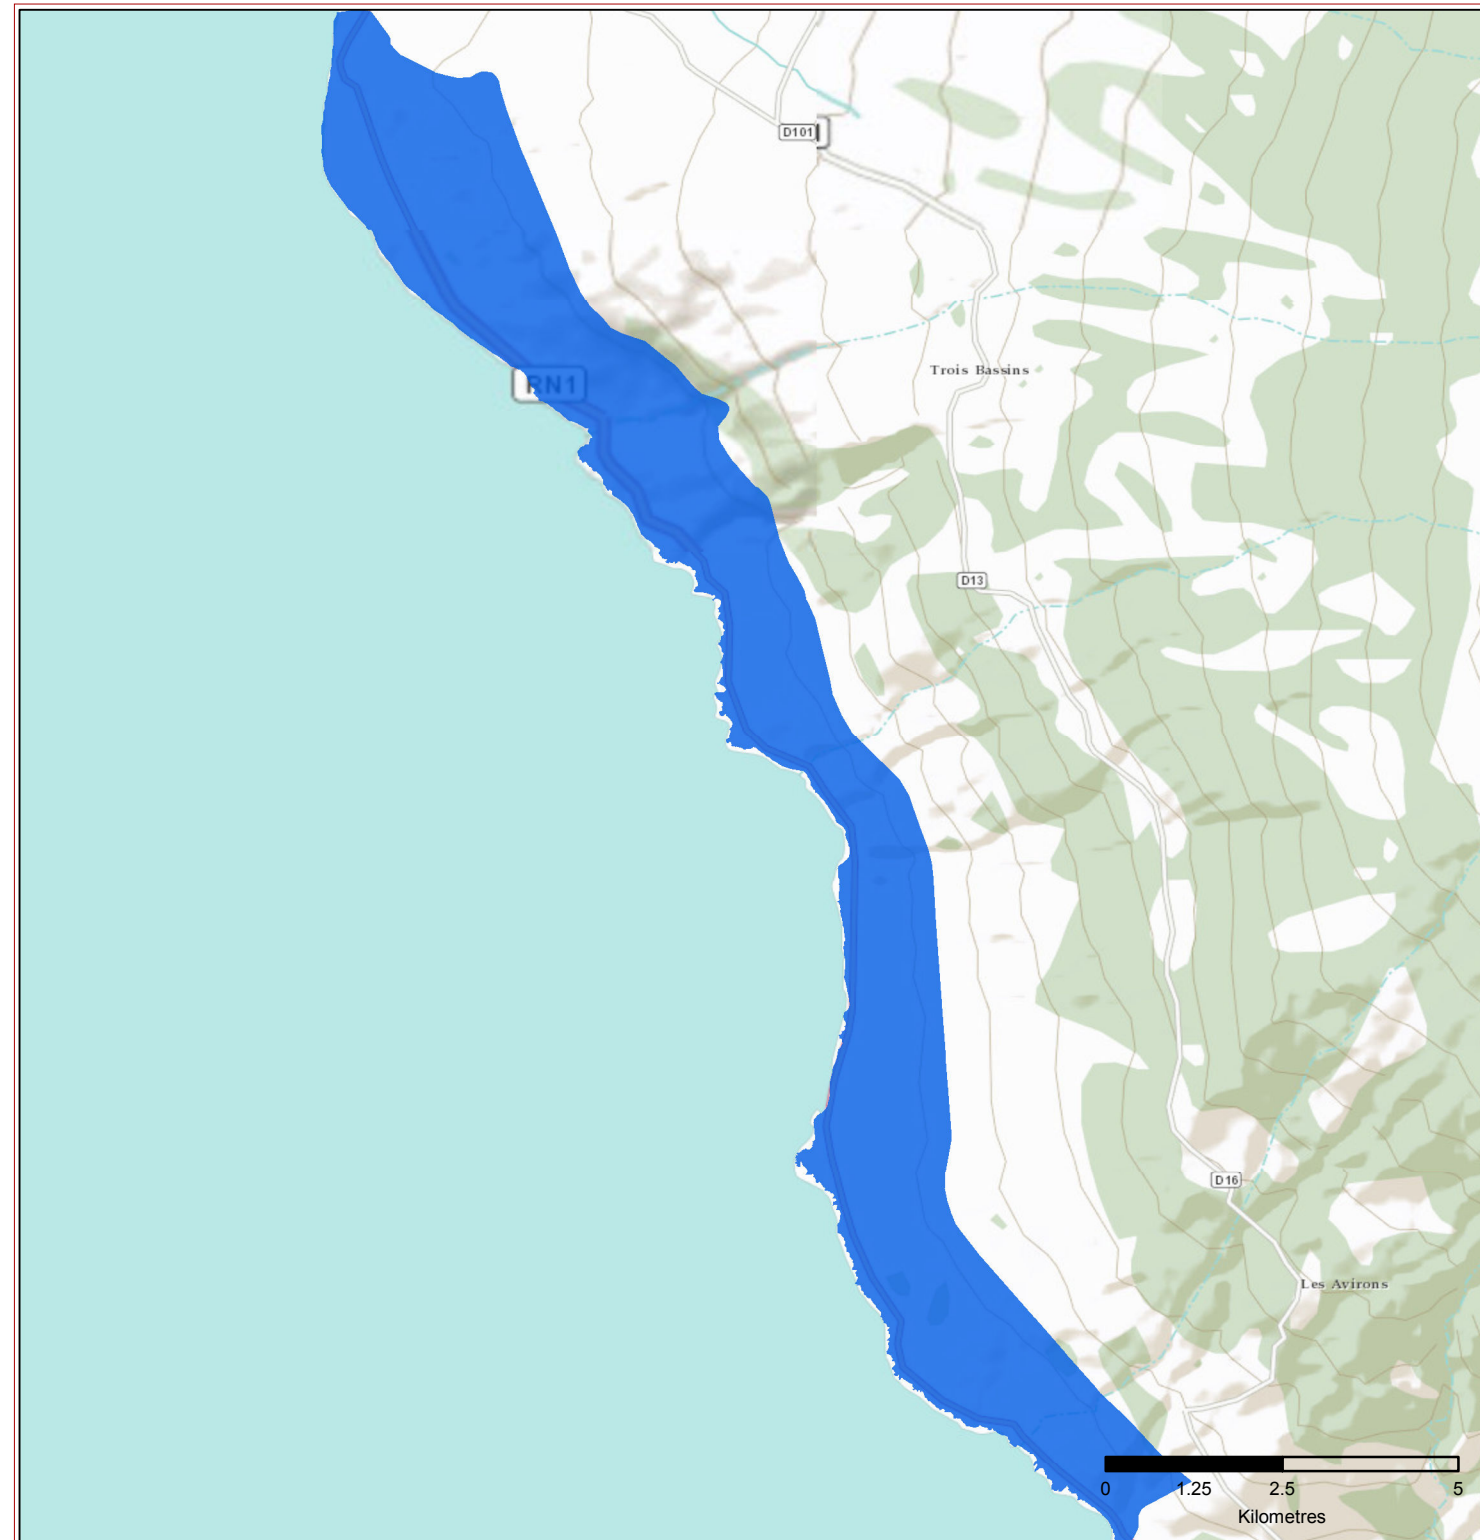 D101
Trois Bassins
RN1
D13
D16
Les Avirons
0 1.25 2.5 5
Kilometres